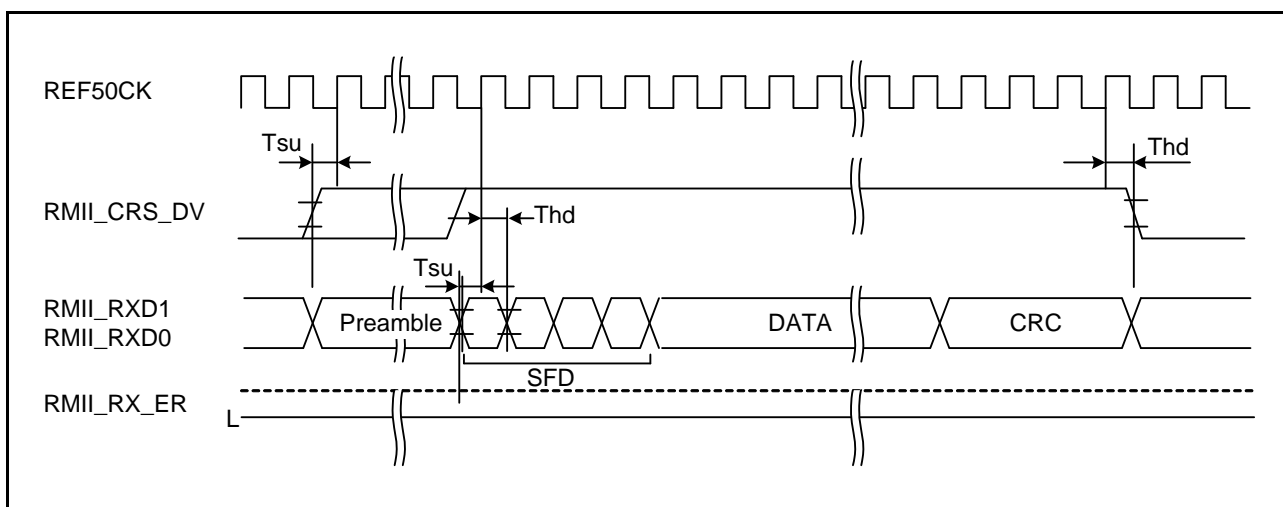 REF50CK
Tsu
Thd
RMII_CRS_DV
Thd
Tsu
RMII_RXD1
RMII_RXD0
Preamble
DATA
CRC
SFD
RMII_RX_ER
L